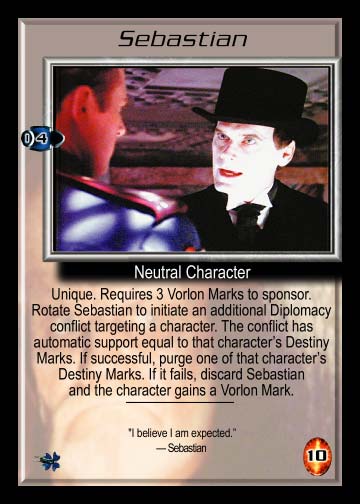 Sebastian
4
Neutral Character
Unique. Requires 3 Vorlon Marks to sponsor.
Rotate Sebastian to initiate an additional Diplomacy
conflict targeting a character. The conflict has
automatic support equal to that character's Destiny
Marks. If successful, purge one of that character's
Destiny Marks. If it fails, discard Sebastian
and the character gains a Vorlon Mark.
"I believe I am expected."
— Sebastian
10